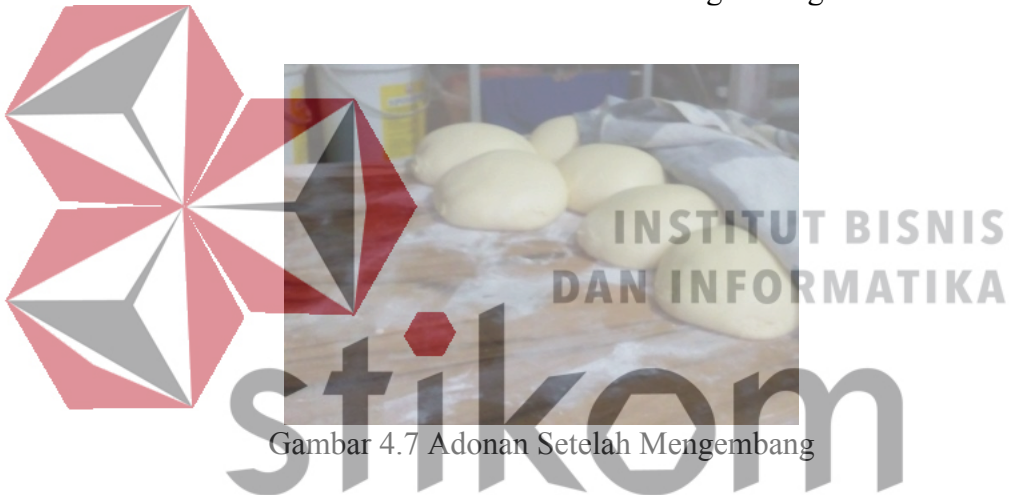 INSTITUT BISNIS
DAN INFORMATIKA
stikom
Gambar 4.7 Adonan Setelah Mengembang